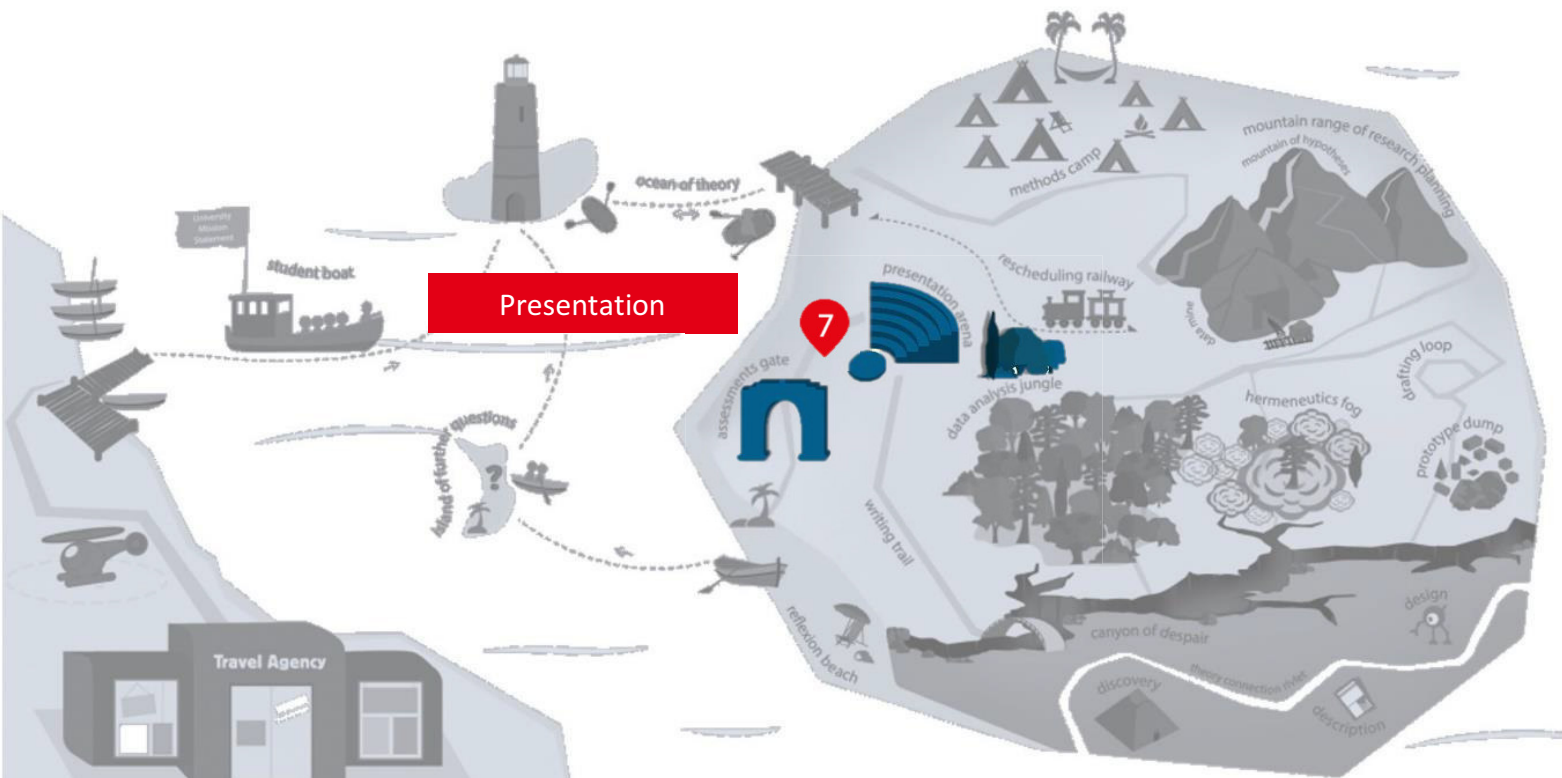 University
Mission
Statement
student boat
ocean of theory
Presentation
7
presentation arena
assessments gate
island of further questions
?
methods camp
mountain range of research planning
mountain of hypotheses
rescheduling railway
data mine
data analysis jungle
hermeneutics fog
drafting loop
prototype dump
writing trail
reflexion beach
canyon of despair
design
theory connection rivlet
discovery
description
Travel Agency